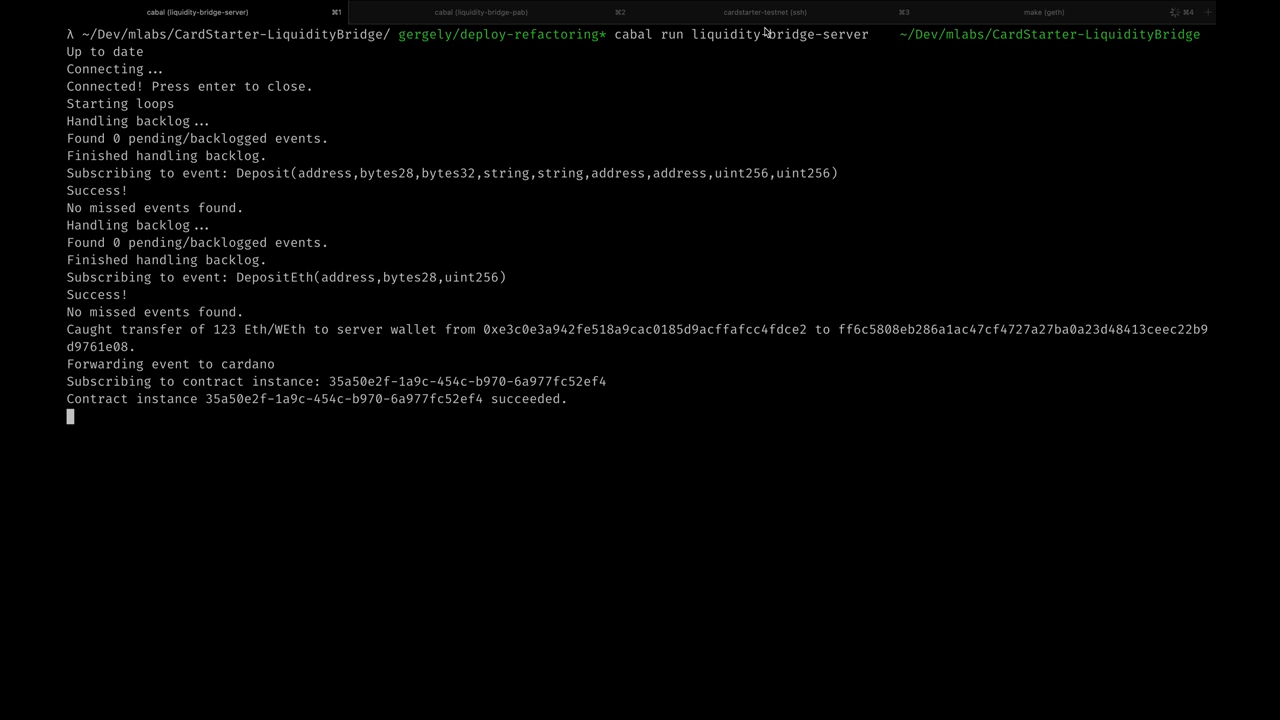 cabal (liquidity-bridge-server) ⌘1 cabal (liquidity-bridge-pab) ⌘2 cardstarter-testnet (ssh) ⌘3 make (geth) ⌘4 +
λ ~/Dev/mlabs/CardStarter-LiquidityBridge/ gergely/deploy-refactoring* cabal run liquidity-bridge-server ~/Dev/mlabs/CardStarter-LiquidityBridge
Up to date
Connecting...
Connected! Press enter to close.
Starting loops
Handling backlog...
Found 0 pending/backlogged events.
Finished handling backlog.
Subscribing to event: Deposit(address,bytes28,bytes32,string,string,address,address,uint256,uint256)
Success!
No missed events found.
Handling backlog...
Found 0 pending/backlogged events.
Finished handling backlog.
Subscribing to event: DepositEth(address,bytes28,uint256)
Success!
No missed events found.
Caught transfer of 123 Eth/WEth to server wallet from 0xe3c0e3a942fe518a9cac0185d9acffafcc4fdce2 to ff6c5808eb286a1ac47cf4727a27ba0a23d48413ceec22b9
d9761e08.
Forwarding event to cardano
Subscribing to contract instance: 35a50e2f-1a9c-454c-b970-6a977fc52ef4
Contract instance 35a50e2f-1a9c-454c-b970-6a977fc52ef4 succeeded.